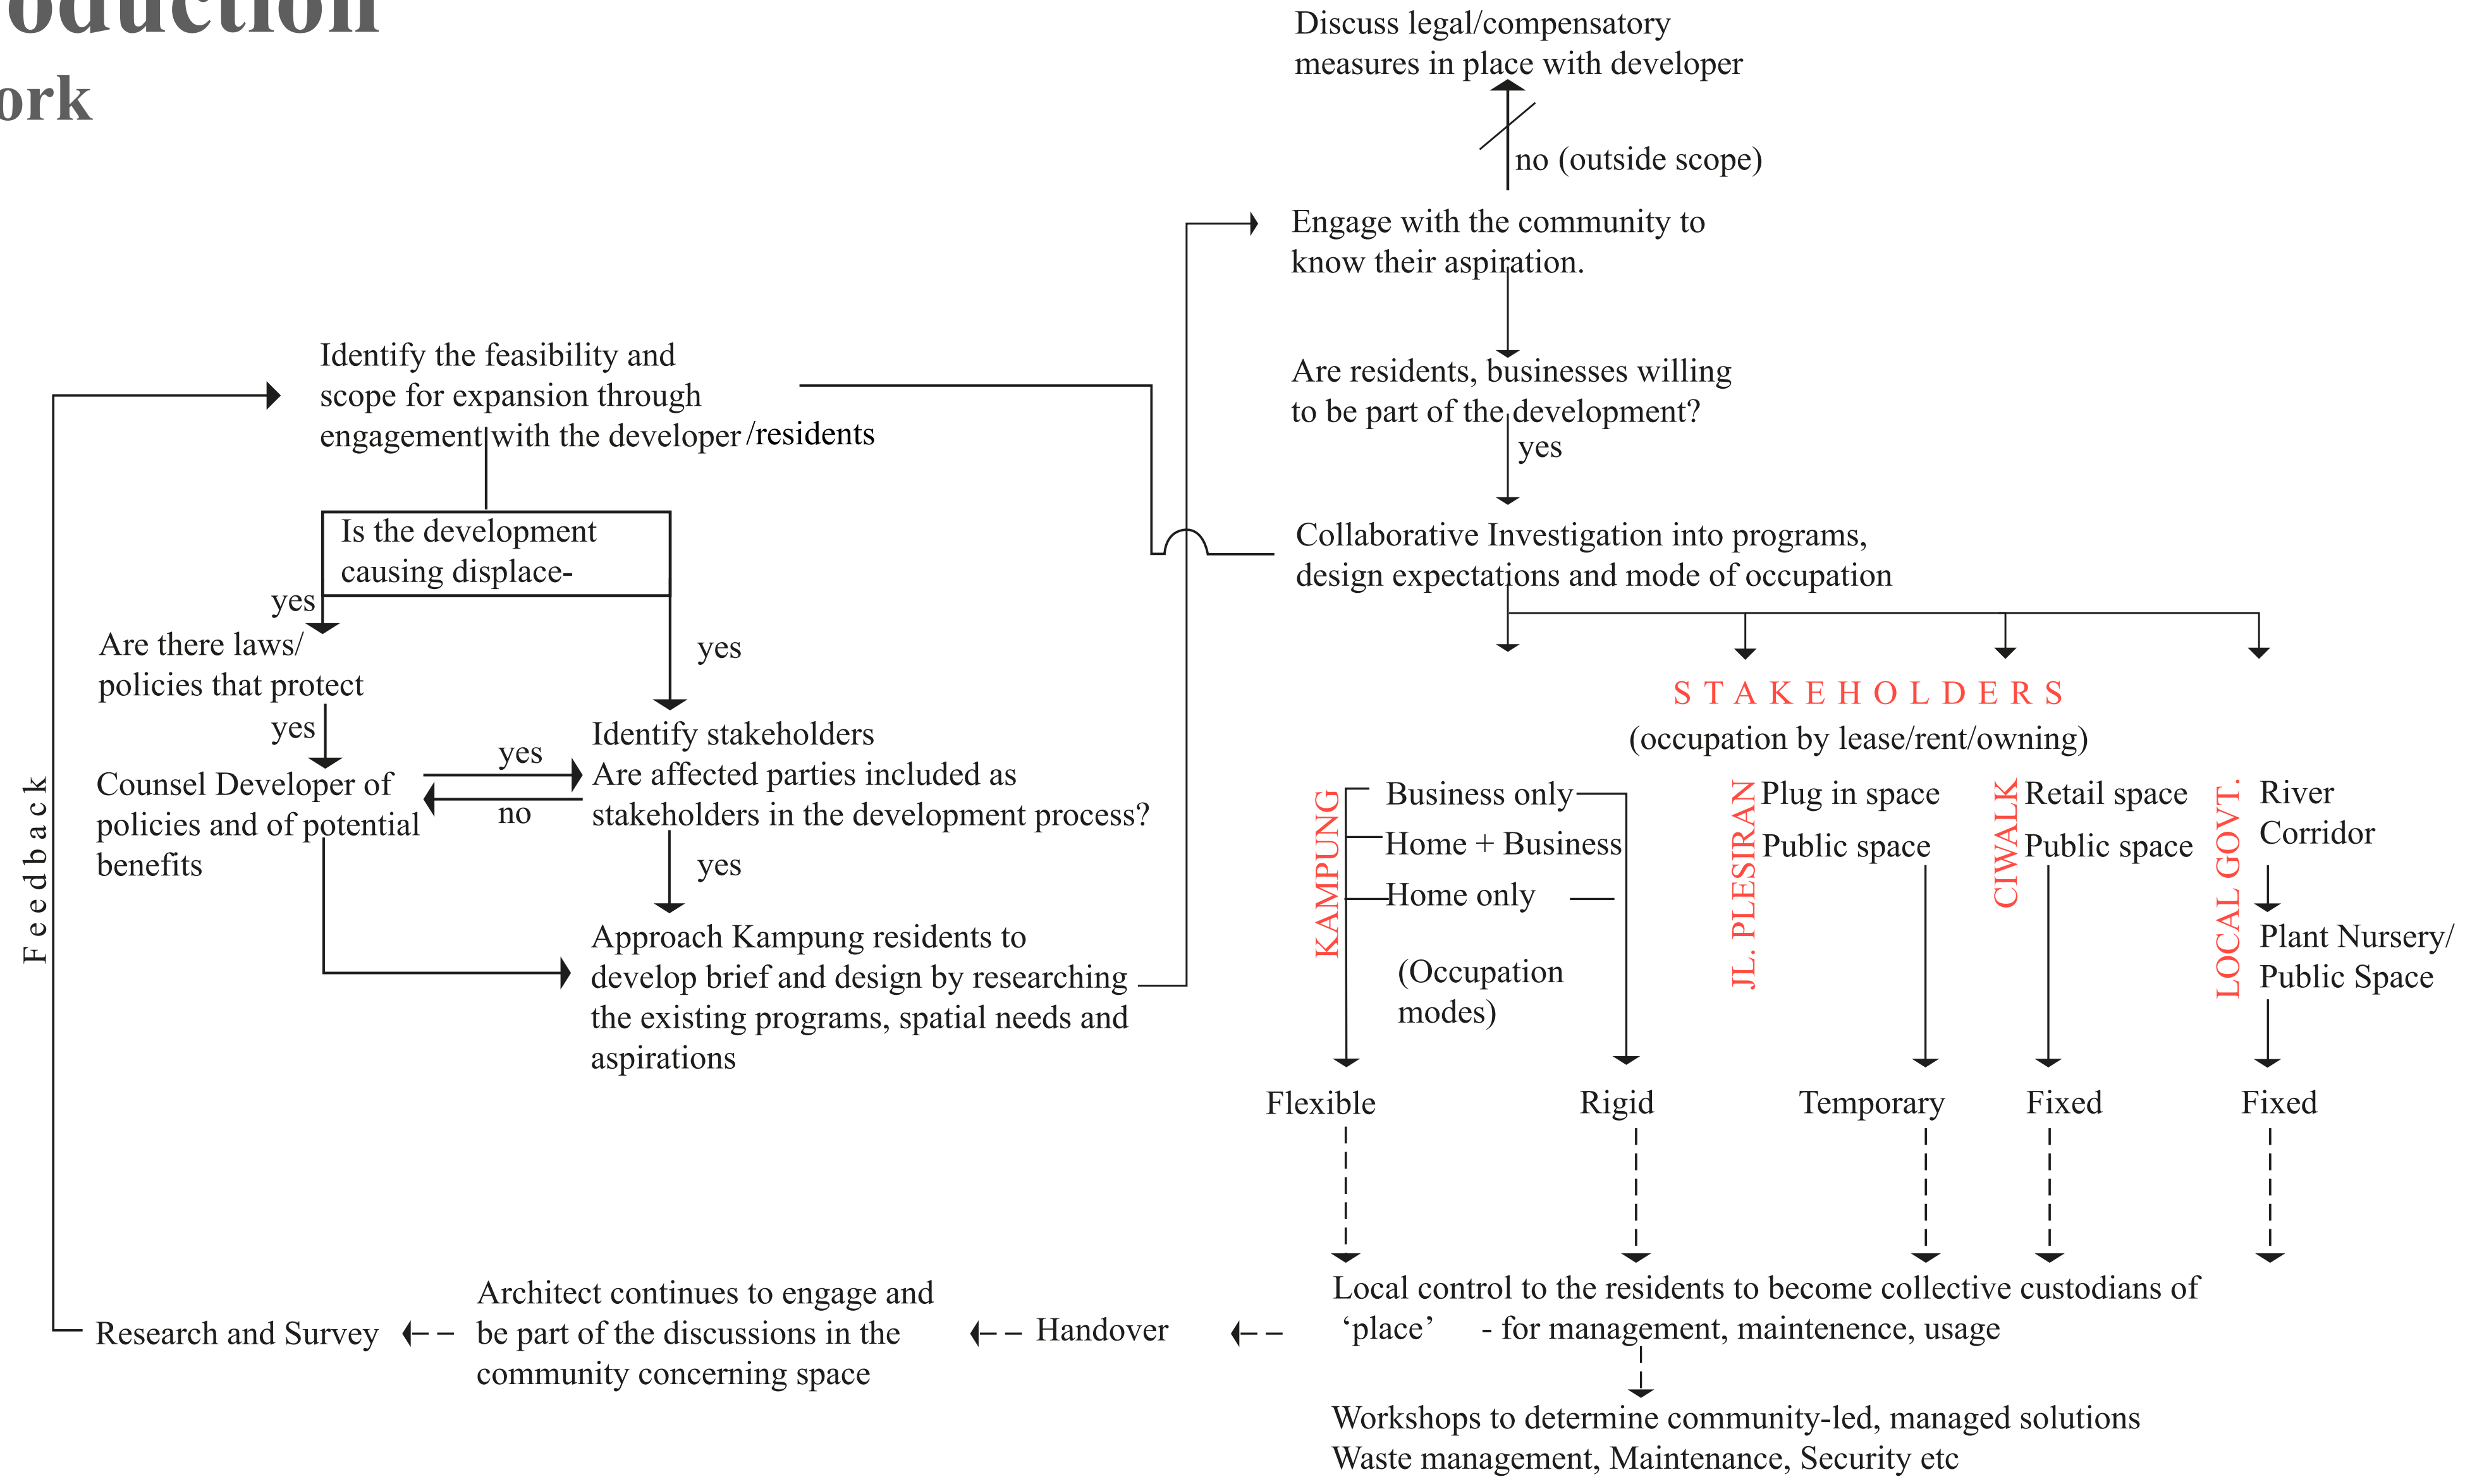 oduction
ork
Discuss legal/compensatory
measures in place with developer
no (outside scope)
Engage with the community to
know their aspiration.
Are residents, businesses willing
to be part of the development?
yes
Collaborative Investigation into programs,
design expectations and mode of occupation
Identify the feasibility and
scope for expansion through
engagement with the developer/residents
Is the development
causing displace-
yes
Are there laws/
policies that protect
yes
yes
Counsel Developer of
policies and of potential
benefits
yes
no
Identify stakeholders
Are affected parties included as
stakeholders in the development process?
yes
Approach Kampung residents to
develop brief and design by researching
the existing programs, spatial needs and
aspirations
Feedback
STAKEHOLDERS
(occupation by lease/rent/owning)
KAMPUNG
Business only
Home + Business
Home only
(Occupation
modes)
JL. PLESIRAN
Plug in space
Public space
CIWALK
Retail space
Public space
LOCAL GOVT.
River
Corridor
Plant Nursery/
Public Space
Flexible
Rigid
Temporary
Fixed
Fixed
Local control to the residents to become collective custodians of
‘place’ - for management, maintenence, usage
Workshops to determine community-led, managed solutions
Waste management, Maintenance, Security etc
Handover
Architect continues to engage and
be part of the discussions in the
community concerning space
Research and Survey